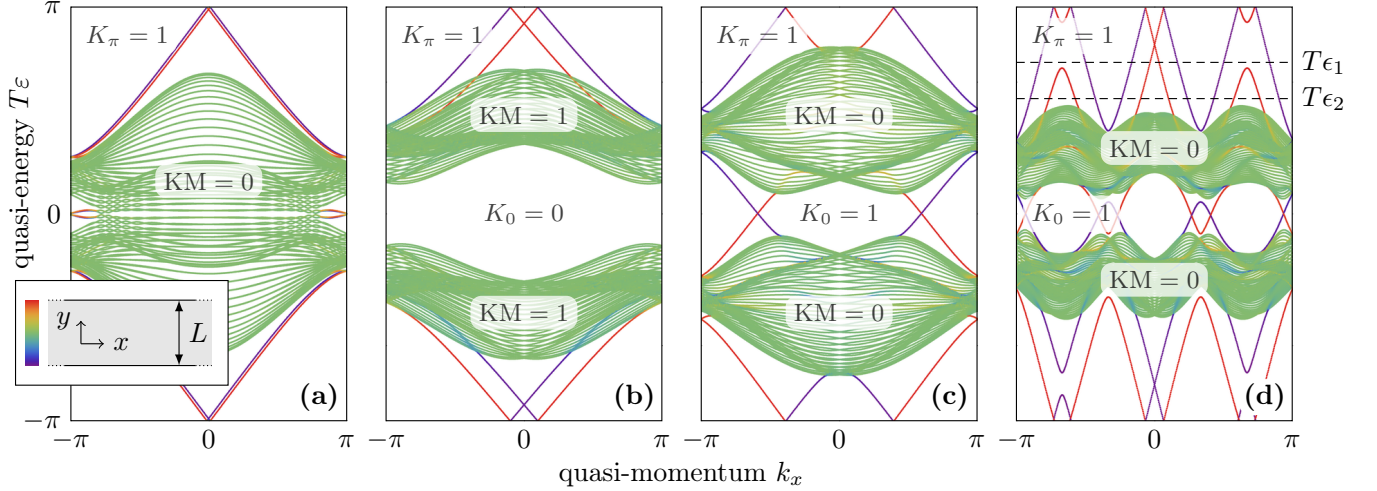 π
0
−π
quasi-energy Tε
K_π = 1
KM = 0
y
x
L
(a)
−π
0
π
K_π = 1
KM = 1
K_0 = 0
KM = 1
(b)
−π
0
π
K_π = 1
KM = 0
K_0 = 1
KM = 0
(c)
−π
0
π
K_π = 1
Tϵ_1
Tϵ_2
KM = 0
K_0 = 1
KM = 0
(d)
−π
0
π
quasi-momentum k_x